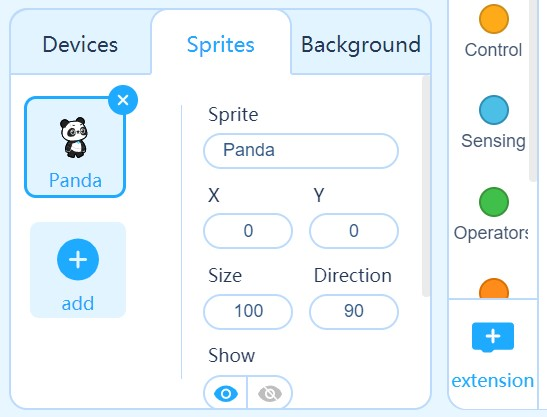 Devices
Sprites
Background
Panda
add
Sprite
Panda
X
Y
0
0
Size
Direction
100
90
Show
Control
Sensing
Operators
extension